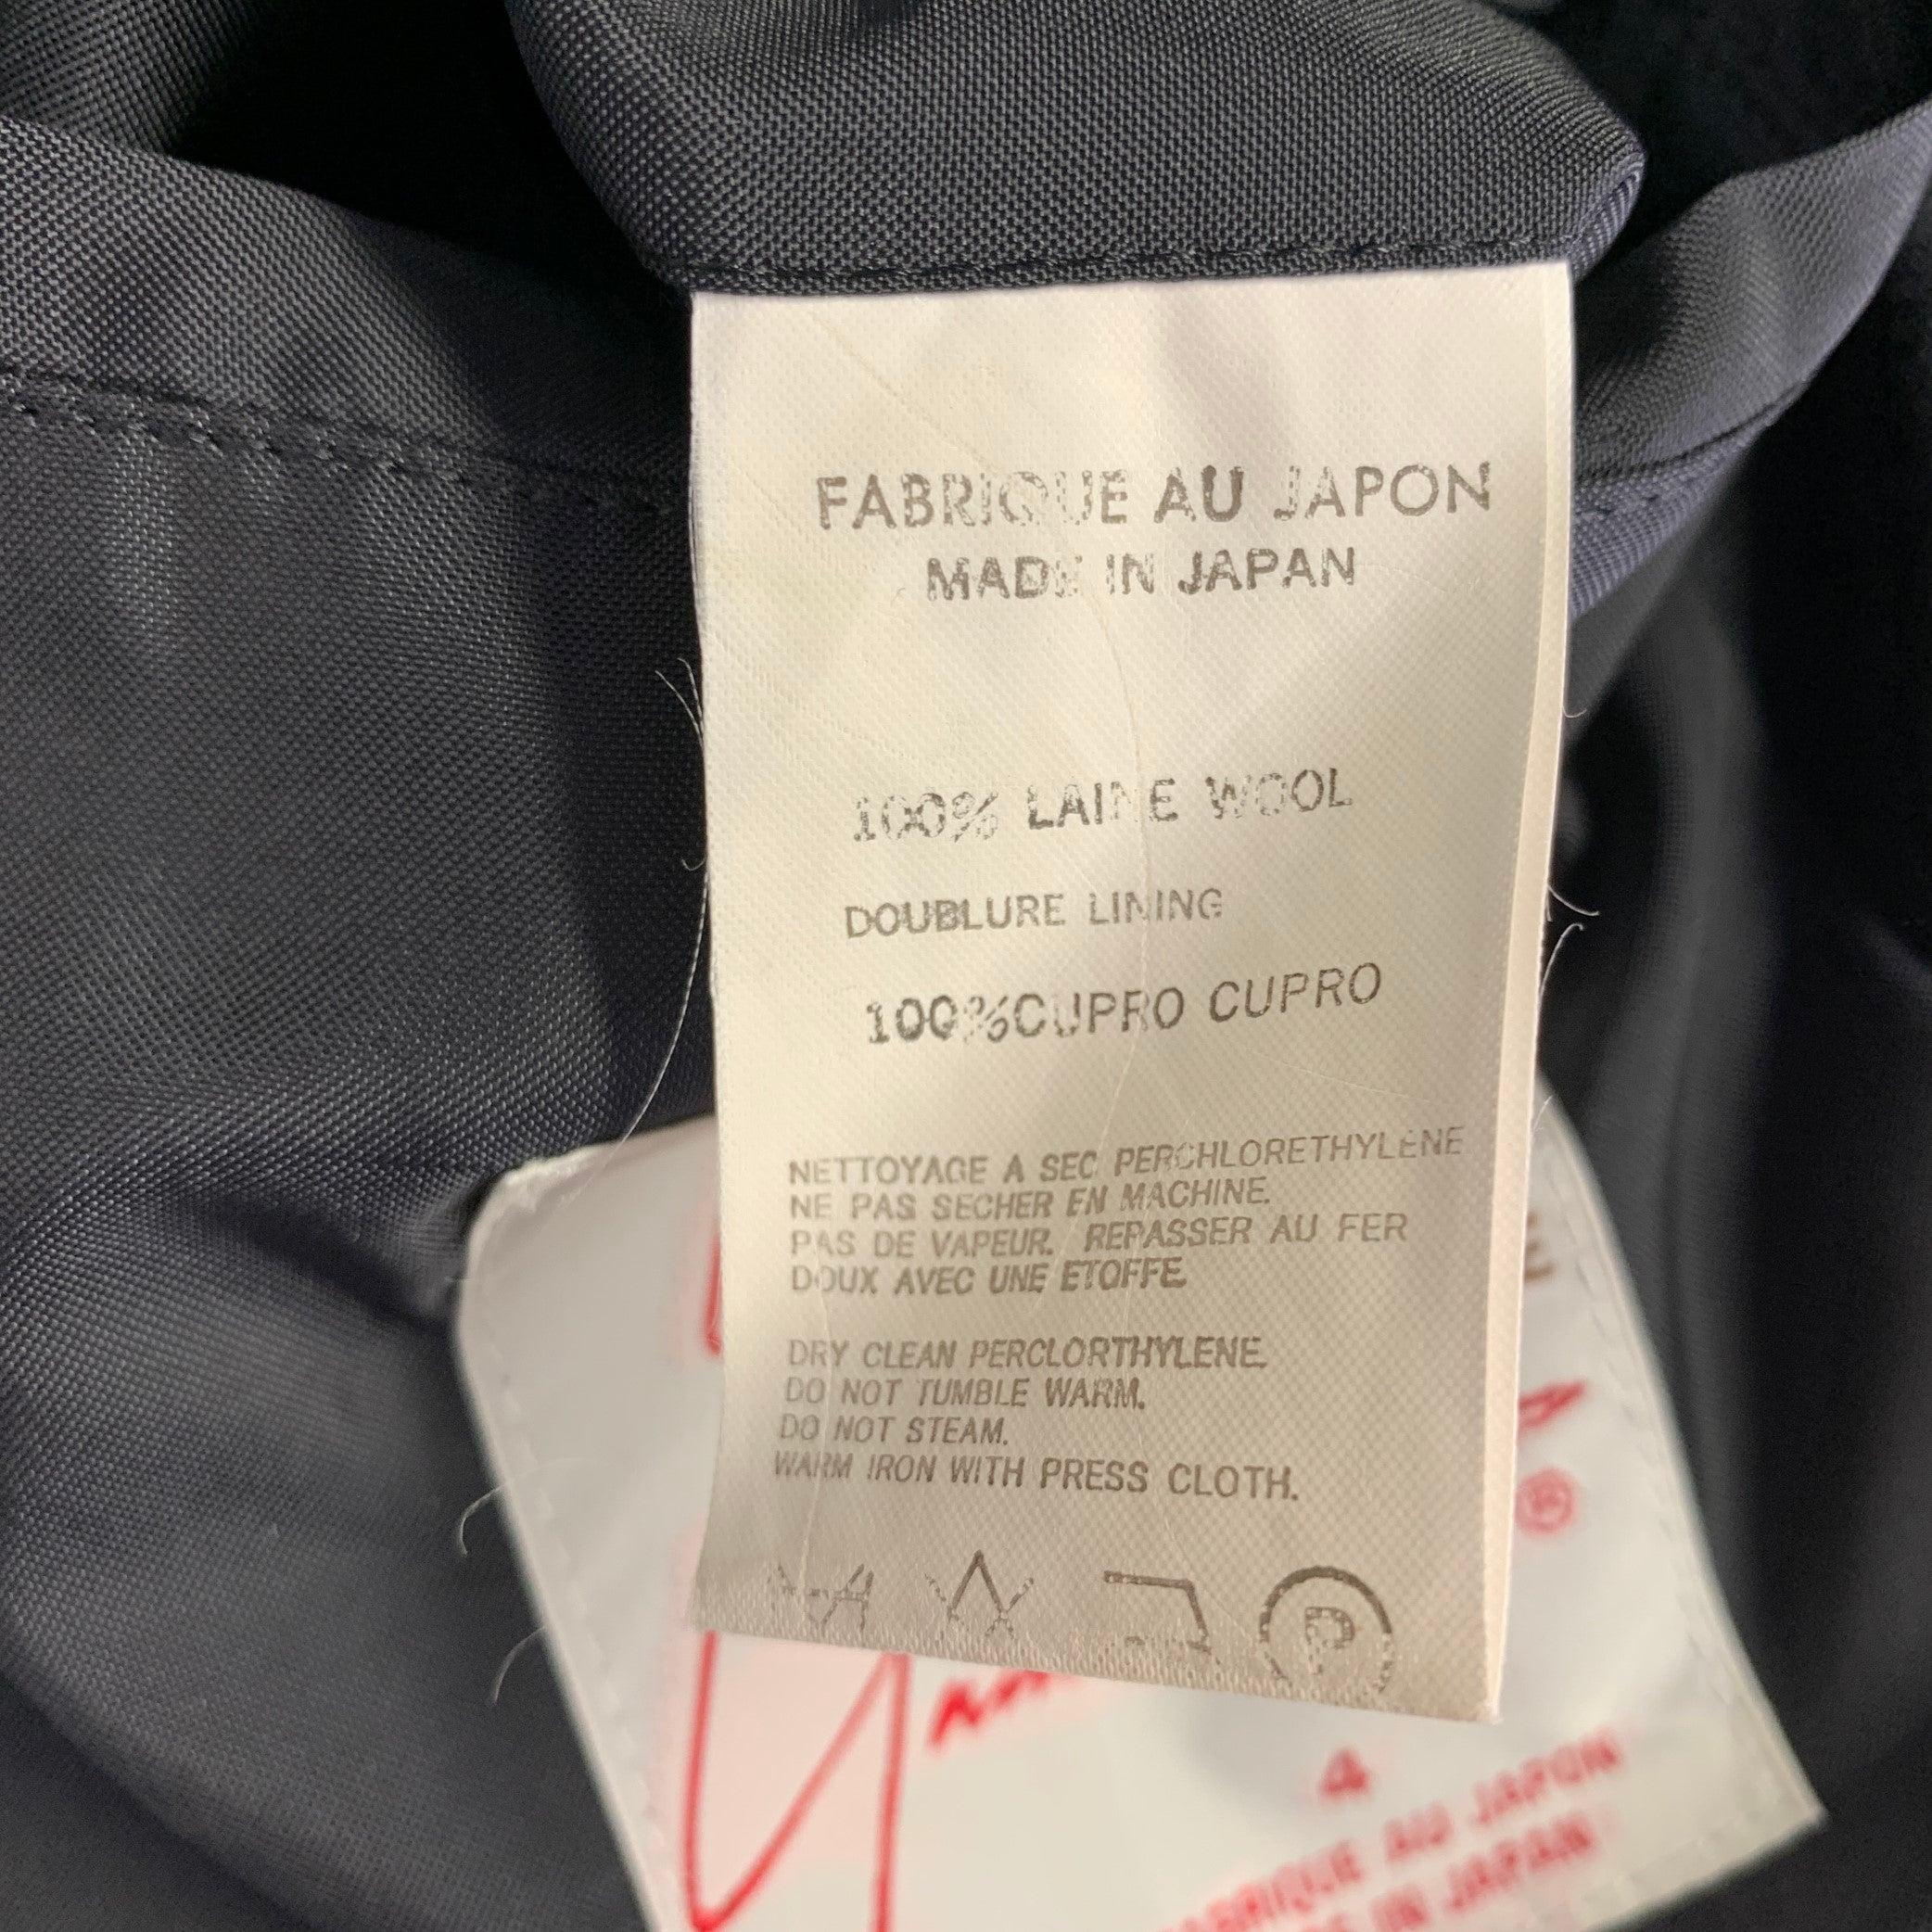 FABRIQUE AU JAPON
MADE IN JAPAN
100% LAINE WOOL
DOUBLURE LINING
100%CUPRO CUPRO
NETTOYAGE A SEC PERCHLORETHYLENE
NE PAS SECHER EN MACHINE.
PAS DE VAPEUR. REPASSER AU FER
DOUX AVEC UNE ETOFFE.
DRY CLEAN PERCLORTHYLENE.
DO NOT TUMBLE WARM.
DO NOT STEAM.
WARM IRON WITH PRESS CLOTH.
P
®
4
AU JAPON
IN JAPAN